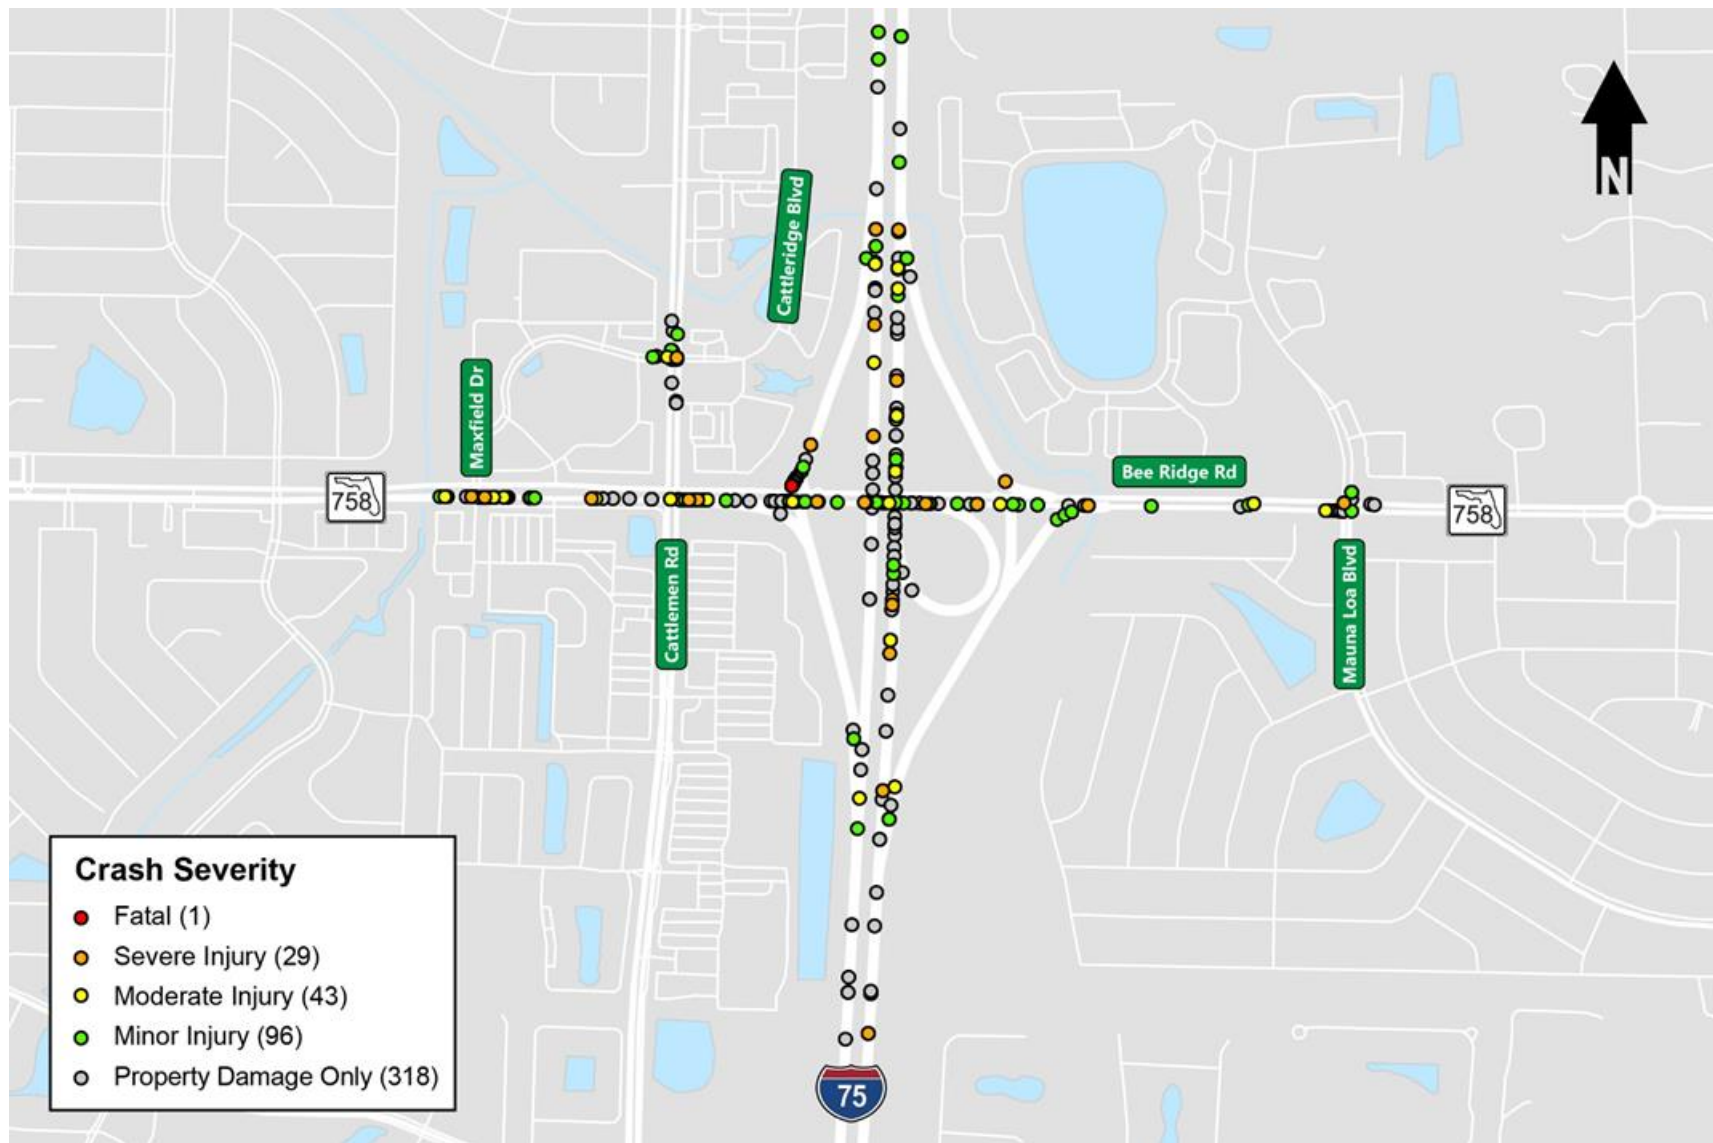 N
Cattleridge Blvd
Maxfield Dr
Bee Ridge Rd
758
758
Cattlemen Rd
Mauna Loa Blvd
Crash Severity
Fatal (1)
Severe Injury (29)
Moderate Injury (43)
Minor Injury (96)
Property Damage Only (318)
75